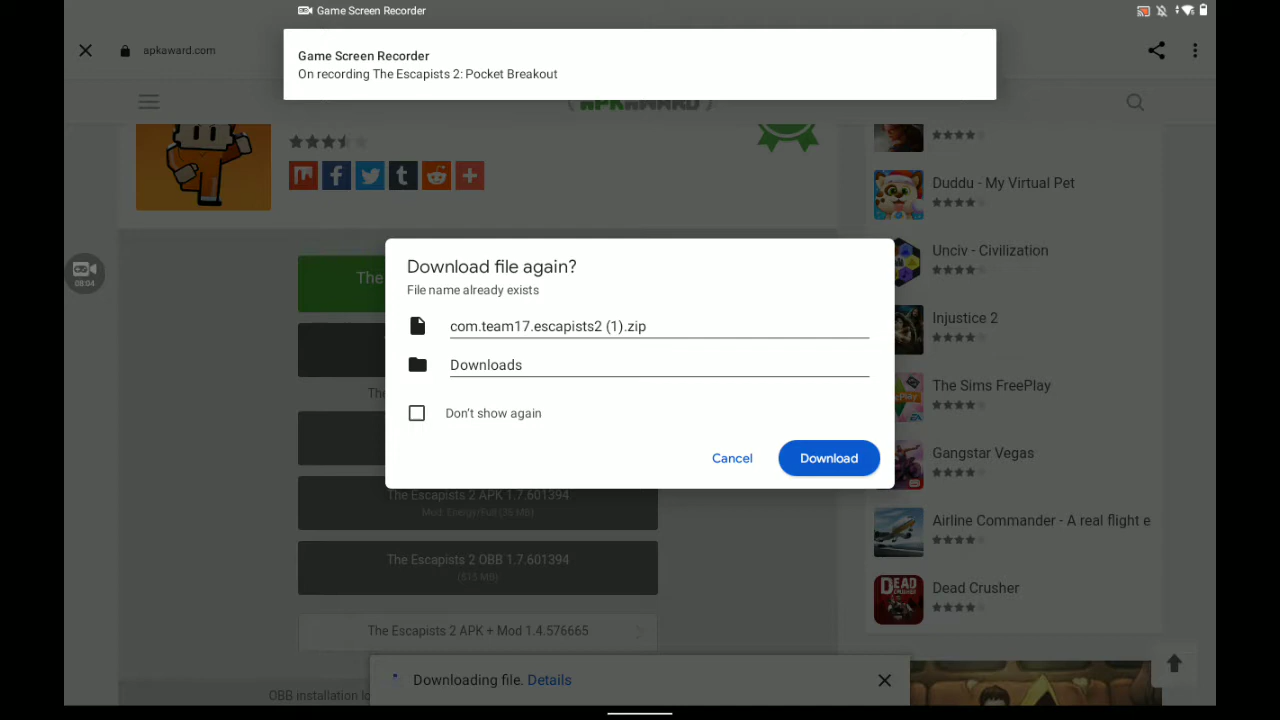 Game Screen Recorder
apkaward.com
Game Screen Recorder
On recording The Escapists 2: Pocket Breakout
APKAWARD
Duddu - My Virtual Pet
Unciv - Civilization
Injustice 2
The Sims FreePlay
Gangstar Vegas
Airline Commander - A real flight e
Dead Crusher
08:04
The
The
Download file again?
File name already exists
com.team17.escapists2 (1).zip
Downloads
Don't show again
Cancel
Download
The Escapists 2 APK 1.7.601394
Mod: Energy/Full (36 MB)
The Escapists 2 OBB 1.7.601394
(515 MB)
The Escapists 2 APK + Mod 1.4.576665
Downloading file. Details
OBB installation